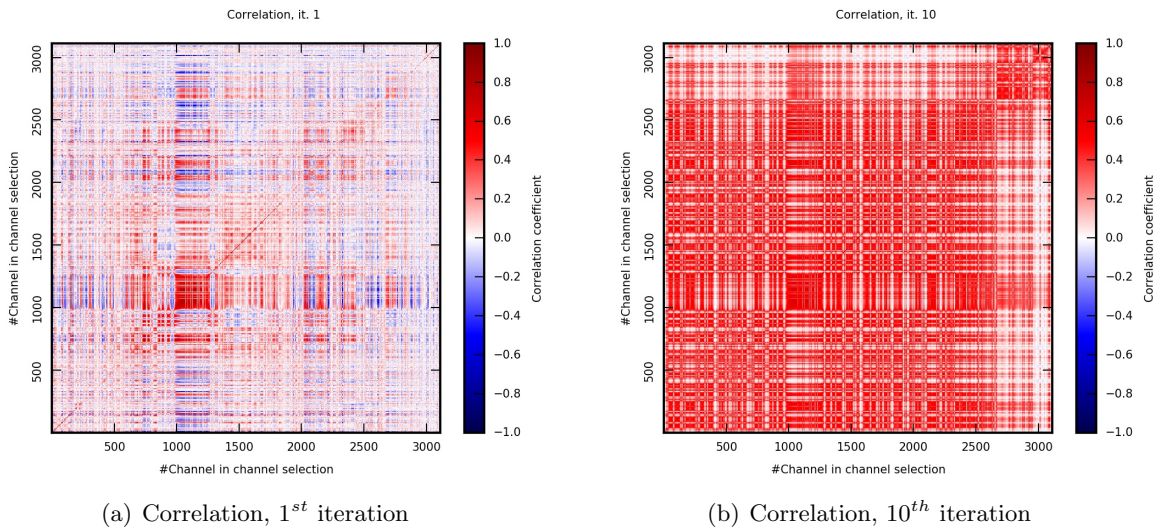 Correlation, it. 1
3000
2500
2000
1500
1000
500
#Channel in channel selection
500 1000 1500 2000 2500 3000
#Channel in channel selection
1.0
0.8
0.6
0.4
0.2
0.0
−0.2
−0.4
−0.6
−0.8
−1.0
Correlation coefficient
(a) Correlation, 1st iteration
Correlation, it. 10
3000
2500
2000
1500
1000
500
#Channel in channel selection
500 1000 1500 2000 2500 3000
#Channel in channel selection
1.0
0.8
0.6
0.4
0.2
0.0
−0.2
−0.4
−0.6
−0.8
−1.0
Correlation coefficient
(b) Correlation, 10th iteration